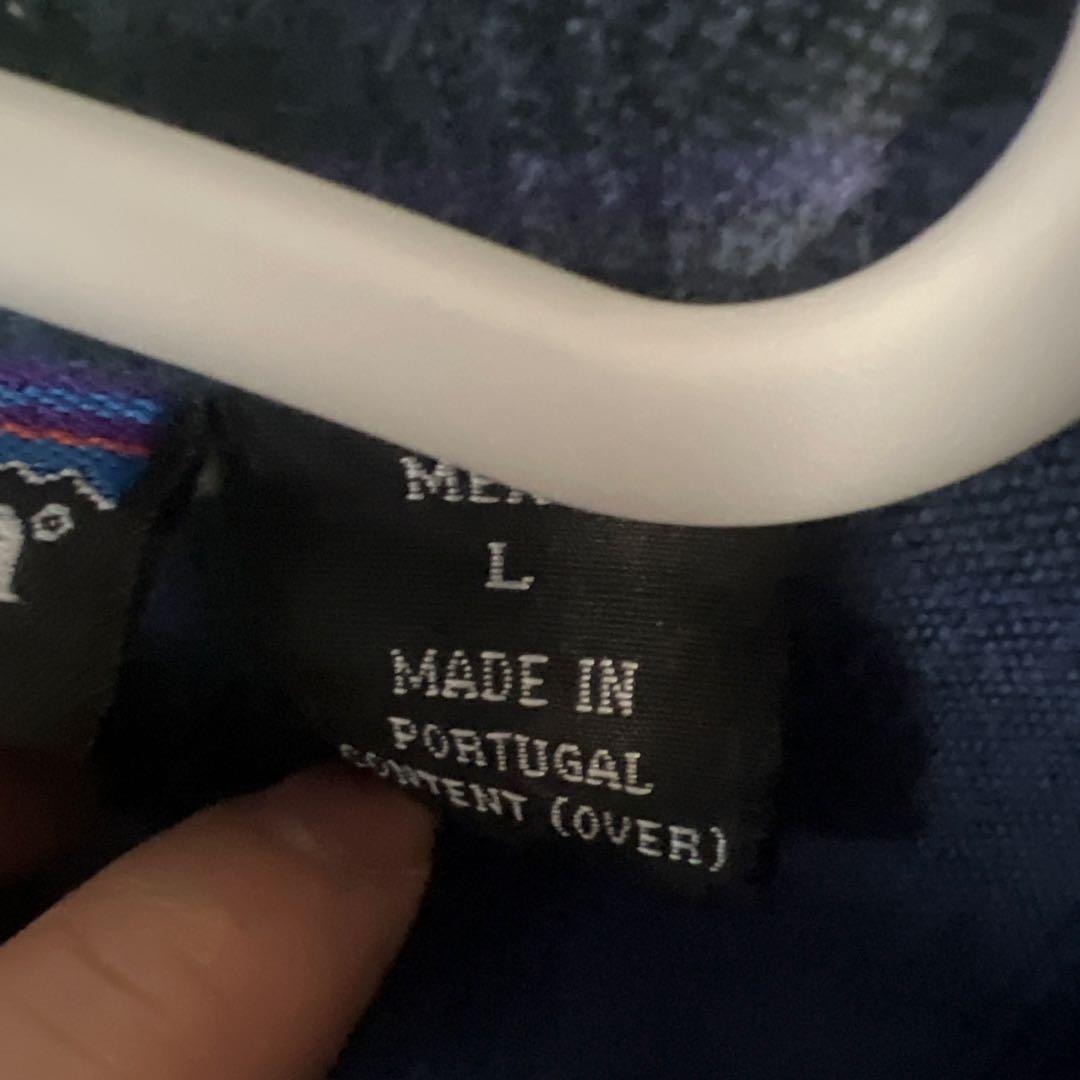 L
MADE IN
PORTUGAL
CONTENT (OVER)